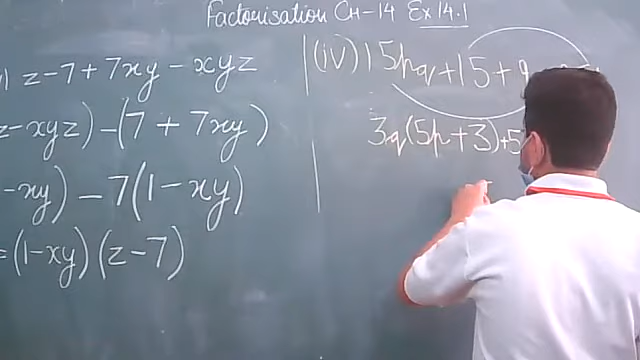 Factorisation CH-14 Ex 14.1
) z-7+7xy-xyz
z-xyz)-(7+7xy)
-xy)-7(1-xy)
=(1-xy)(z-7)
(iv) 15pq+15+9
3q(5p+3)+5